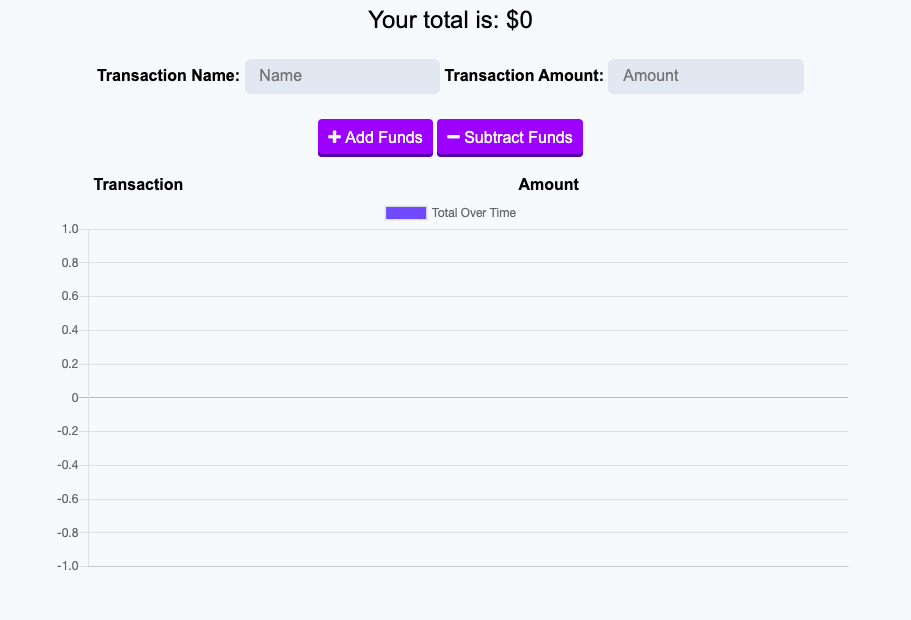 Your total is: $0
Transaction Name: Name Transaction Amount: Amount
Add Funds Subtract Funds
Transaction Amount
Total Over Time
1.0
0.8
0.6
0.4
0.2
0
-0.2
-0.4
-0.6
-0.8
-1.0